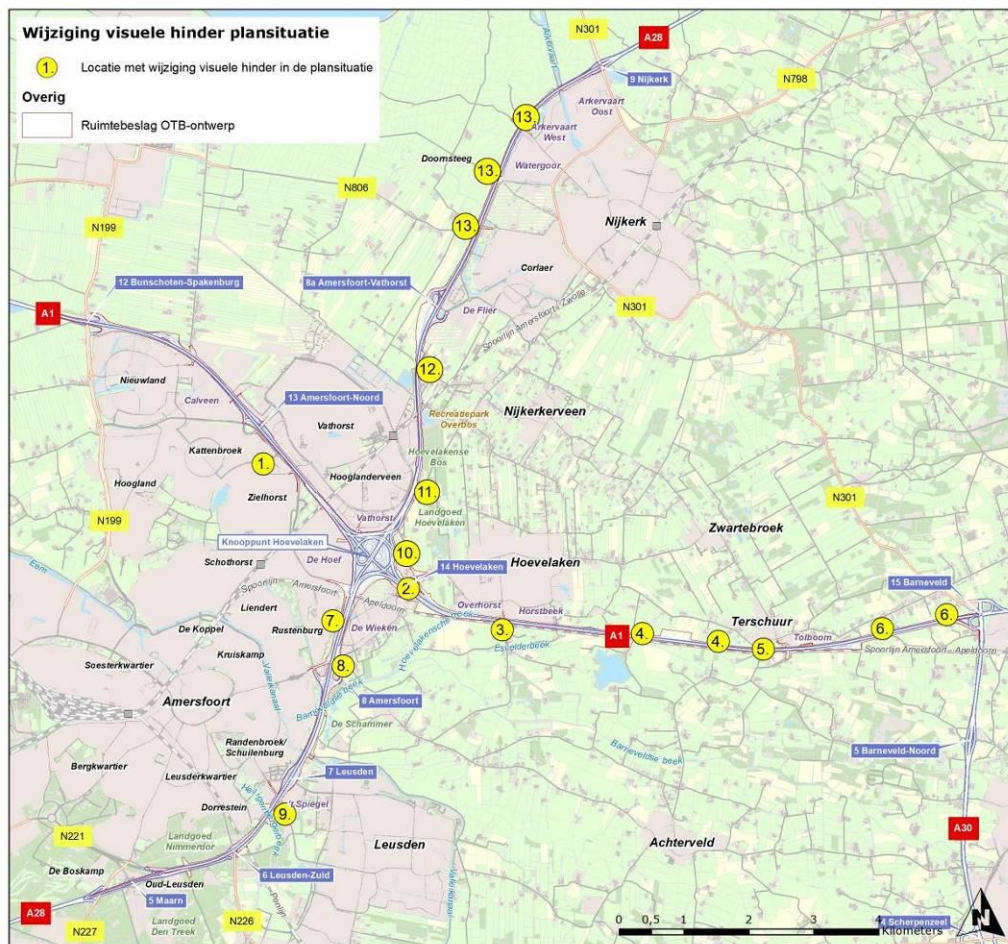 Wijziging visuele hinder plansituatie
1. Locatie met wijziging visuele hinder in de plansituatie
Overig
Ruimtebeslag OTB-ontwerp
N301
A28
9 Nijkerk
N798
Arkervaart
Oost
13.
Arkervaart
West
Doornsteeg
Watergoor
13.
N806
Nijkerk
N199
13.
Corlaer
12 Bunschoten-Spakenburg
8a Amersfoort-Vathorst
A1
De Flier
Spoorlijn Amersfoort - Zwolle
N301
12.
Nieuwland
Calveen
13 Amersfoort-Noord
Nijkerkerveen
Recreatiepark
Overbos
Vathorst
Kattenbroek
Hoevelakense
Bos
1.
Hooglanderveen
Hoogland
Zielhorst
11.
N301
Landgoed
Hoevelaken
N199
Vathorst
Zwartebroek
Knooppunt Hoevelaken
10.
De Hoef
Hoevelaken
Schothorst
14 Hoevelaken
Eem
Spoorlijn Amersfoort - Apeldoorn
2.
15 Barneveld
Liendert
Overhorst
Horstbeek
7.
De Koppel
Rustenburg
De Wieken
Hoevelakensche beek
3.
Terschuur
6.
6.
A1
4.
4.
5.
Tolboom
Esvelderbeek
Kruiskamp
Soesterkwartier
8.
Spoorlijn Amersfoort - Apeldoorn
Valleikanaal
Amersfoort
Barneveldse beek
8 Amersfoort
De Schammer
Randenbroek/
Schuilenburg
Barneveldse beek
5 Barneveld-Noord
Bergkwartier
Leusderkwartier
7 Leusden
Dorrestein
't Spiegel
9.
Heiligenbergerbeek
N221
Landgoed
Nimmerdor
Leusden
Achterveld
A30
De Boskamp
Oud-Leusden
6 Leusden-Zuid
5 Maarn
Valleikanaal
Ponlijn
A28
N227
Landgoed
Den Treek
N226
0 0,5 1 2 3 4
Kilometers
N
4 Scherpenzeel